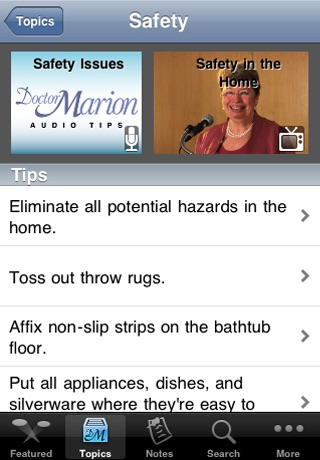 Topics
Safety
Safety Issues
Doctor Marion
AUDIO TIPS
Safety in the
Home
Tips
Eliminate all potential hazards in the
home.
Toss out throw rugs.
Affix non-slip strips on the bathtub
floor.
Put all appliances, dishes, and
silverware where they're easy to
DM
Featured
Topics
Notes
Search
More